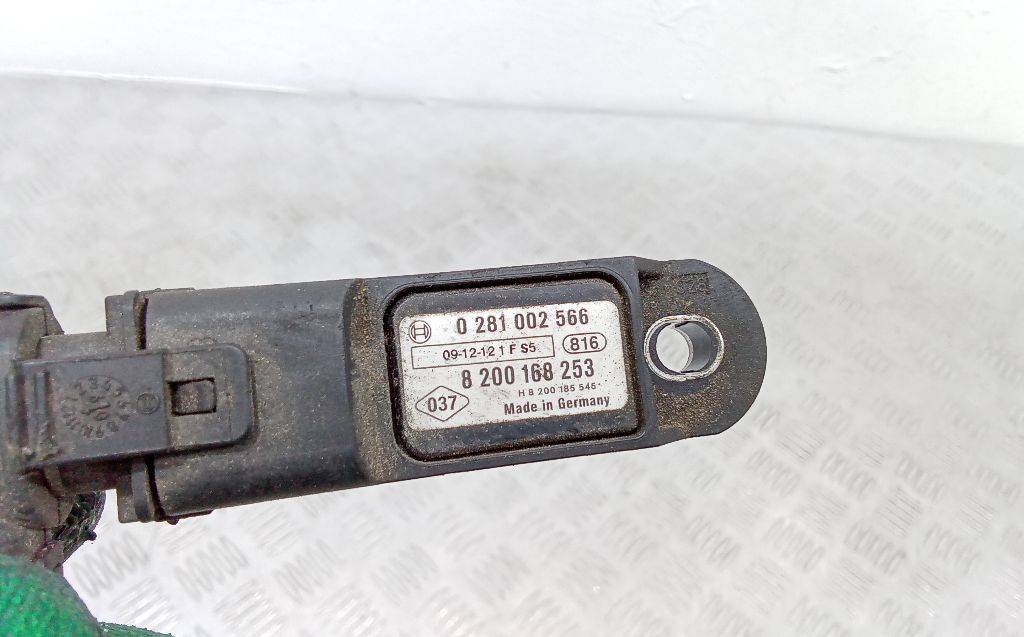 0 281 002 566
09-12-12 1 F S5 816
8 200 168 253
H 8 200 185 545
037
Made in Germany